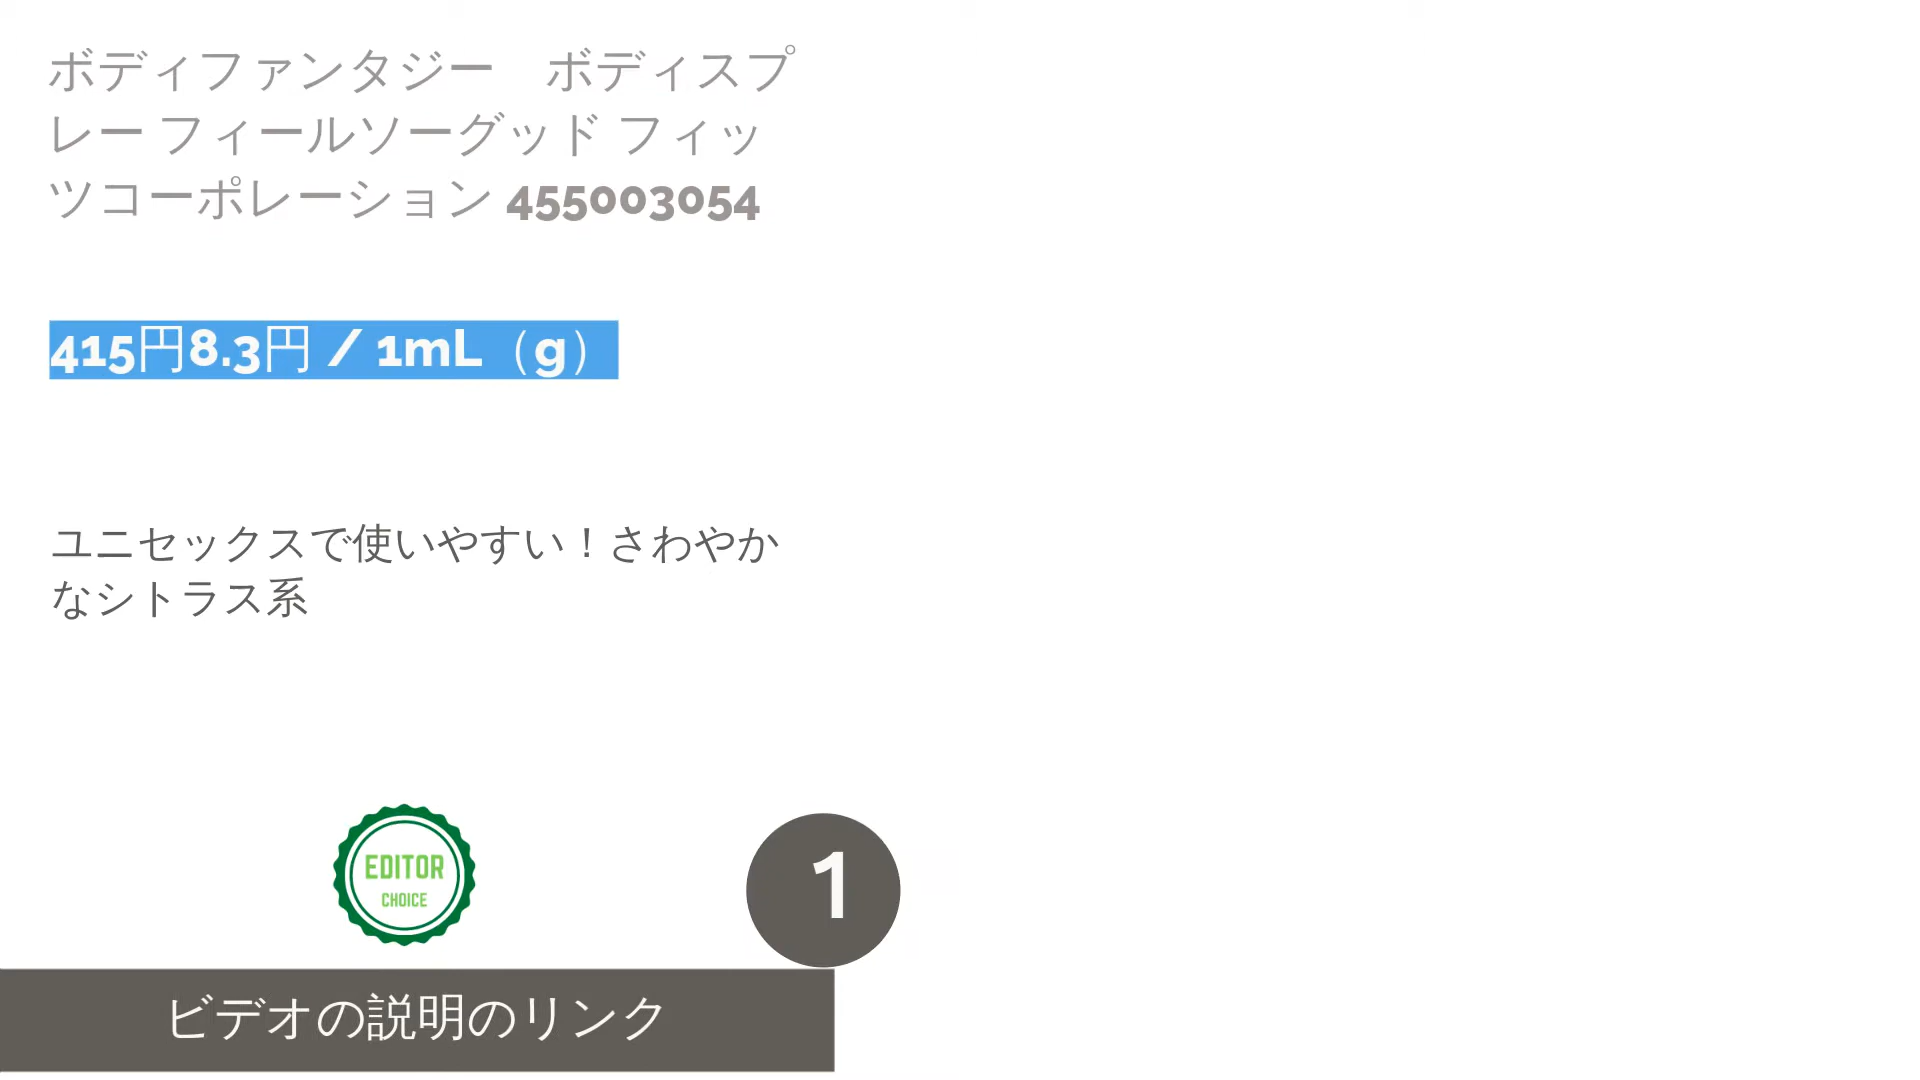 ボディファンタジー　ボディスプ
レー フィールソーグッド フィッ
ツコーポレーション 455003054
415円8.3円 / 1mL（g）
ユニセックスで使いやすい！さわやか
なシトラス系
EDITOR
CHOICE
1
ビデオの説明のリンク